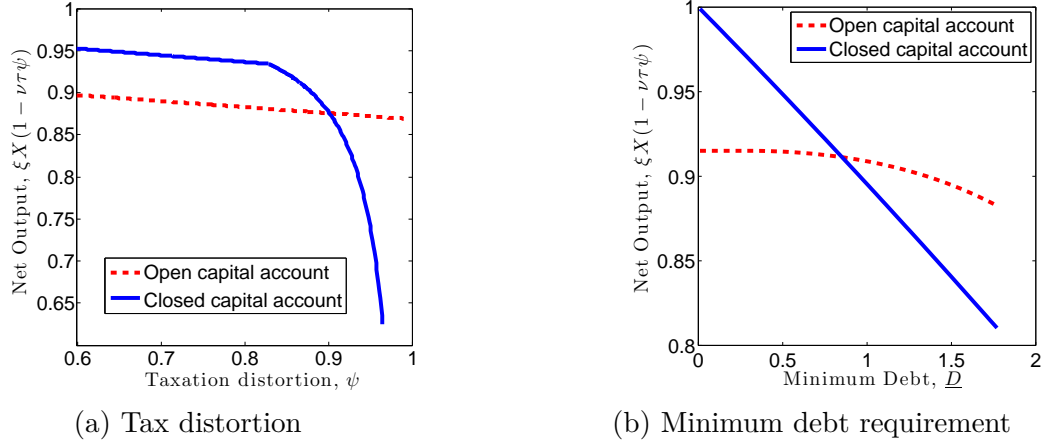 0.95
0.9
0.85
0.8
0.75
0.7
0.65
Net Output, ξX(1 − ντψ)
Open capital account
Closed capital account
0.6 0.7 0.8 0.9 1
Taxation distortion, ψ
(a) Tax distortion
1
0.95
0.9
0.85
0.8
Net Output, ξX(1 − ντψ)
Open capital account
Closed capital account
0 0.5 1 1.5 2
Minimum Debt, D
(b) Minimum debt requirement